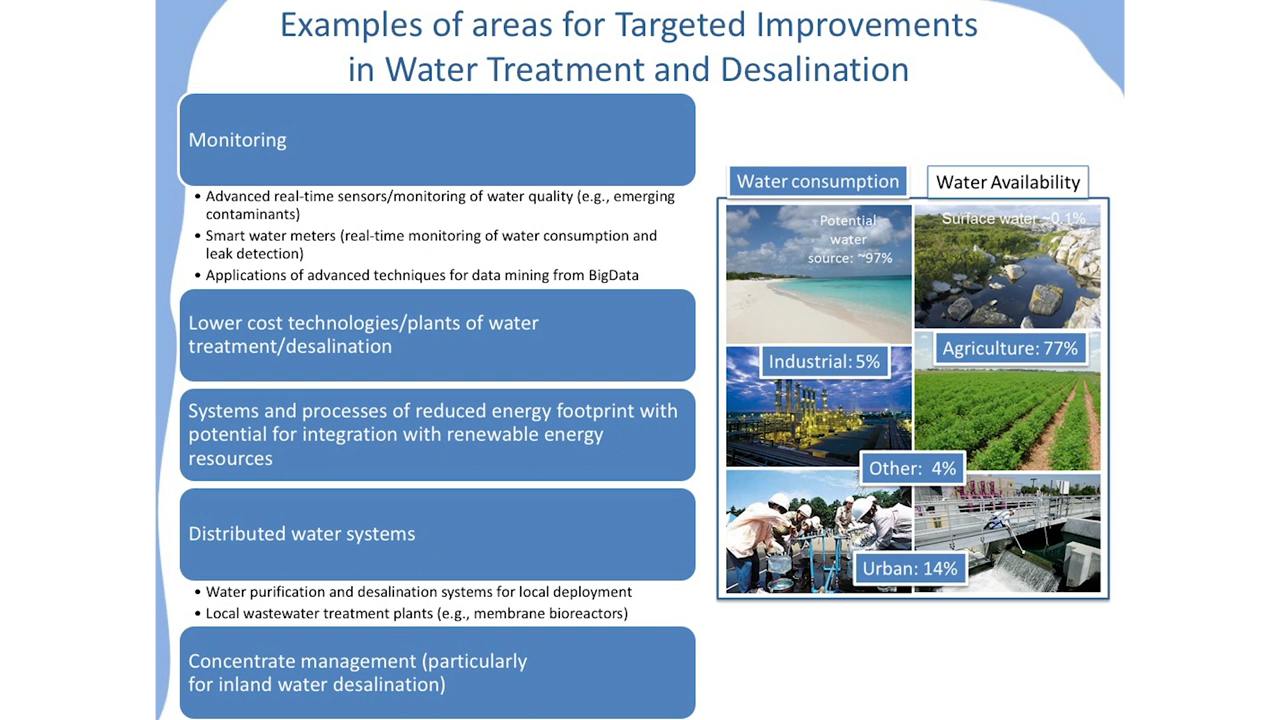 Examples of areas for Targeted Improvements
in Water Treatment and Desalination
Monitoring
• Advanced real-time sensors/monitoring of water quality (e.g., emerging
contaminants)
• Smart water meters (real-time monitoring of water consumption and
leak detection)
• Applications of advanced techniques for data mining from BigData
Lower cost technologies/plants of water
treatment/desalination
Systems and processes of reduced energy footprint with
potential for integration with renewable energy
resources
Distributed water systems
• Water purification and desalination systems for local deployment
• Local wastewater treatment plants (e.g., membrane bioreactors)
Concentrate management (particularly
for inland water desalination)
Water consumption
Water Availability
Potential
water
source: ~97%
Surface water ~0.1%
Industrial: 5%
Agriculture: 77%
Other: 4%
Urban: 14%